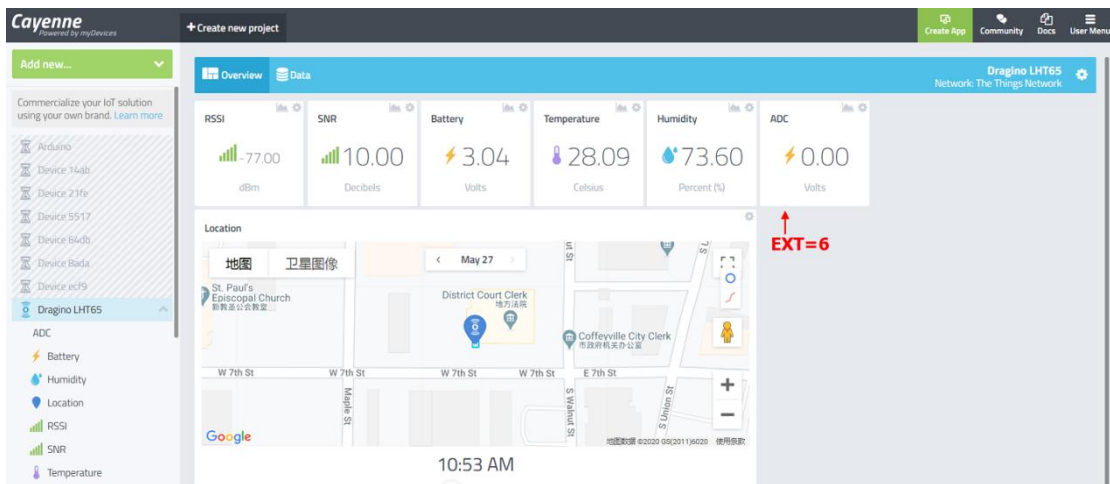 Cayenne
Powered by myDevices
+ Create new project
Create App
Community
Docs
User Menu
Add new...
Commercialize your IoT solution
using your own brand. Learn more
Arduino
Device 14ab
Device 21fe
Device 5517
Device 64db
Device 8ada
Device ecf9
Dragino LHT65
ADC
Battery
Humidity
Location
RSSI
SNR
Temperature
Overview
Data
Dragino LHT65
Network: The Things Network
RSSI
-77.00
dBm
SNR
10.00
Decibels
Battery
3.04
Volts
Temperature
28.09
Celsius
Humidity
73.60
Percent (%)
ADC
0.00
Volts
EXT=6
Location
地图
卫星图像
< May 27 >
St. Paul's
Episcopal Church
新教圣公会教堂
District Court Clerk
地方法院
Coffeyville City Clerk
市政府机关办公室
W 7th St
W 7th St
W 7th St
W 7th St
E 7th St
Maple St
S Walnut St
S Union St
Google
地图数据 ©2020 GS(2011)6020
使用条款
10:53 AM